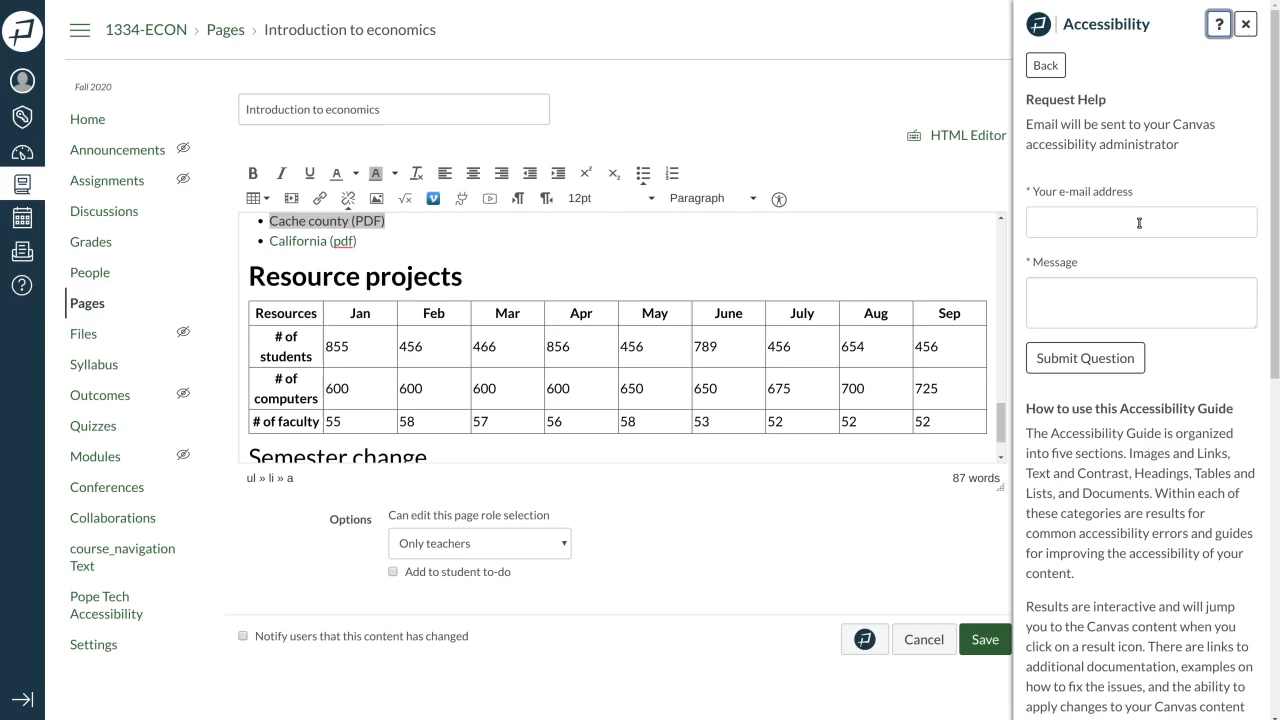 1334-ECON › Pages › Introduction to economics
Fall 2020
Home
Announcements
Assignments
Discussions
Grades
People
Pages
Files
Syllabus
Outcomes
Quizzes
Modules
Conferences
Collaborations
course_navigation
Text
Pope Tech
Accessibility
Settings
Introduction to economics
HTML Editor
B I U A A
12pt Paragraph
• Cache county (PDF)
• California (pdf)
Resource projects
Resources Jan Feb Mar Apr May June July Aug Sep
# of students 855 456 466 856 456 789 456 654 456
# of computers 600 600 600 600 650 650 675 700 725
# of faculty 55 58 57 56 58 53 52 52 52
Semester change
ul » li » a
87 words
Options
Can edit this page role selection
Only teachers
Add to student to-do
Notify users that this content has changed
Cancel
Save
Accessibility
? ×
Back
Request Help
Email will be sent to your Canvas
accessibility administrator
* Your e-mail address
* Message
Submit Question
How to use this Accessibility Guide
The Accessibility Guide is organized
into five sections. Images and Links,
Text and Contrast, Headings, Tables and
Lists, and Documents. Within each of
these categories are results for
common accessibility errors and guides
for improving the accessibility of your
content.
Results are interactive and will jump
you to the Canvas content when you
click on a result icon. There are links to
additional documentation, examples on
how to fix the issues, and the ability to
apply changes to your Canvas content